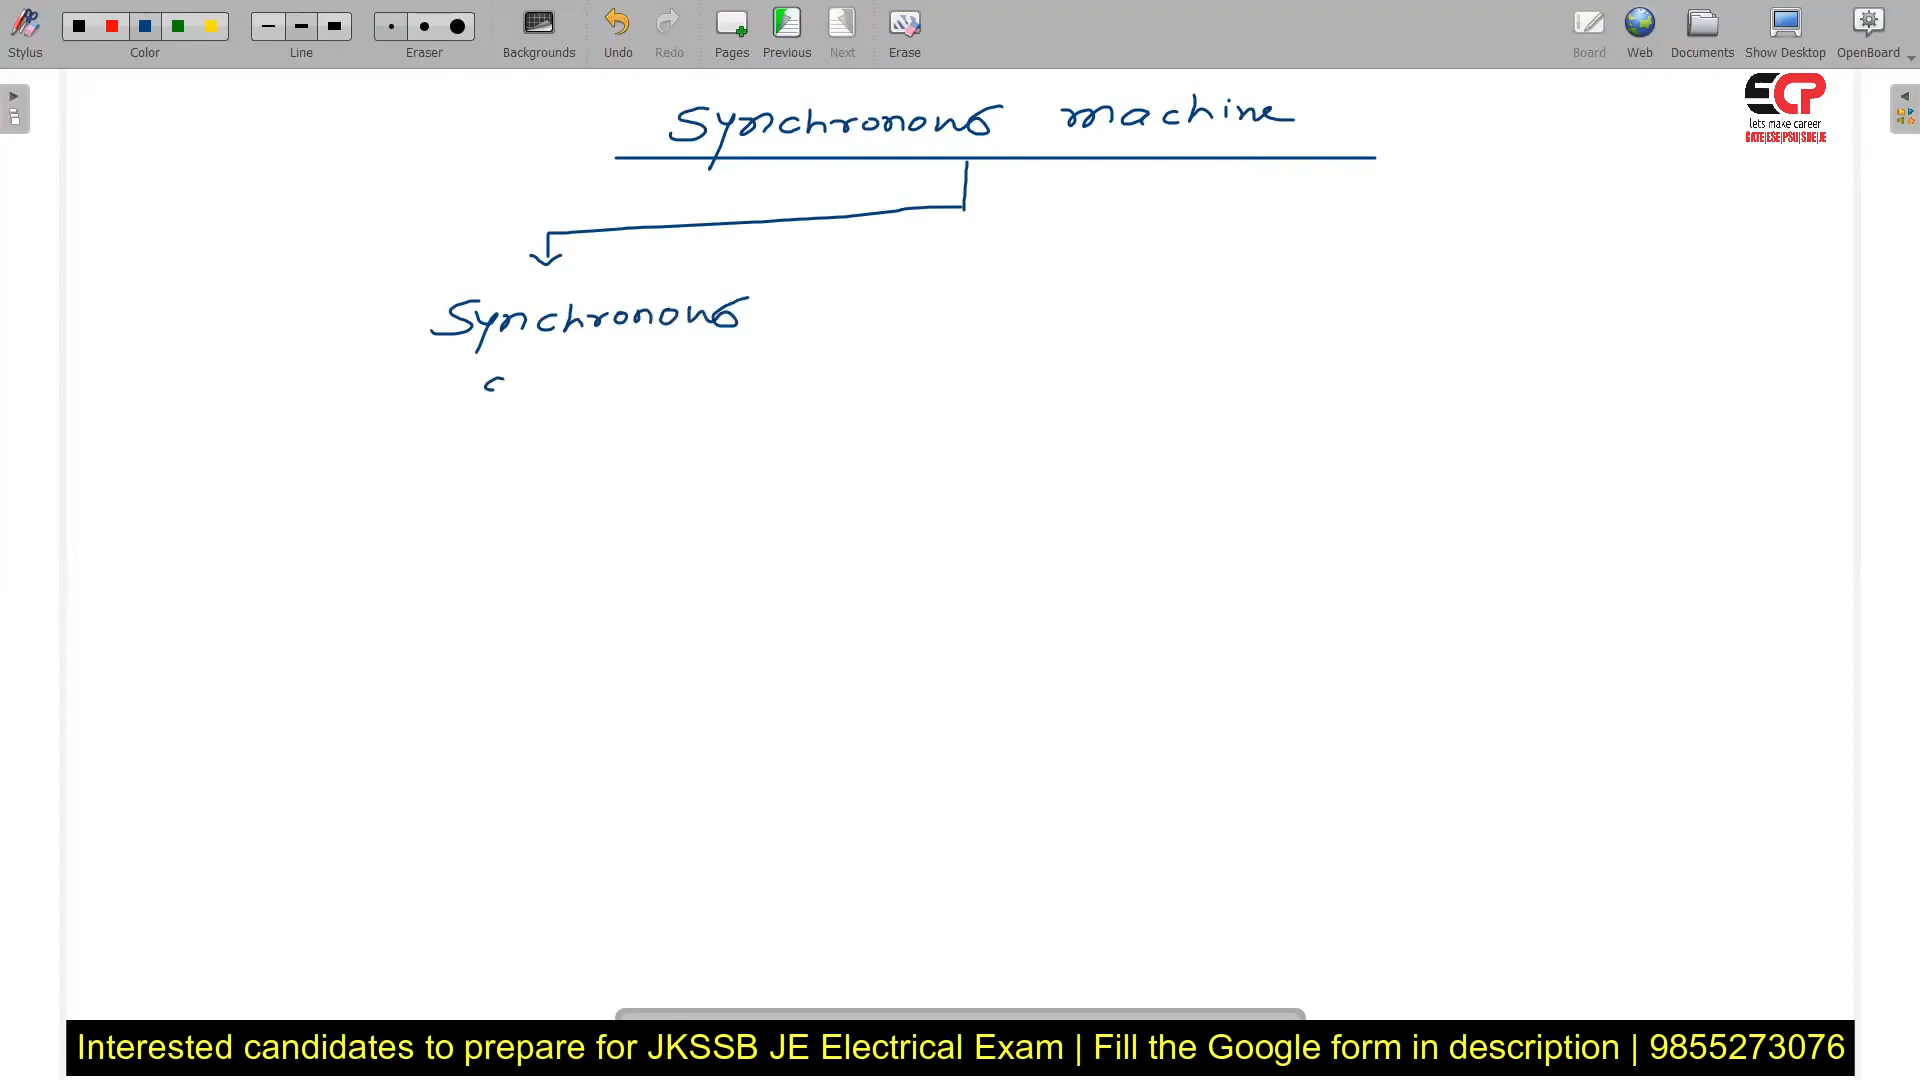 Stylus Color Line Eraser Backgrounds Undo Redo Pages Previous Next Erase Board Web Documents Show Desktop OpenBoard
Synchronous machine
ECP
lets make career
GATE|ESE|PSU|SDE|JE
Synchronous
Interested candidates to prepare for JKSSB JE Electrical Exam | Fill the Google form in description | 9855273076